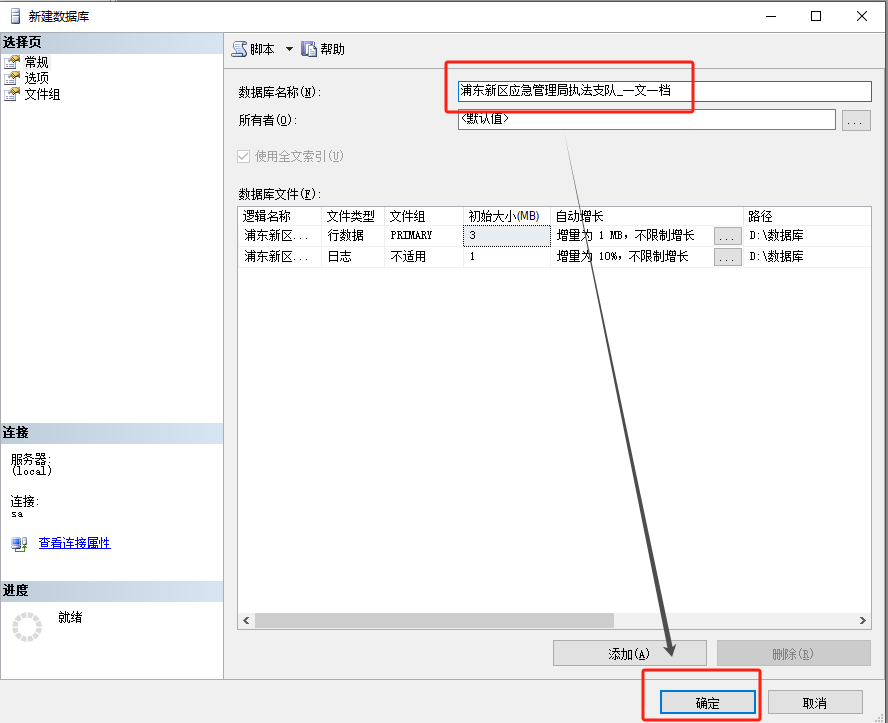 新建数据库
选择页
常规
选项
文件组
脚本 帮助
数据库名称(N):
浦东新区应急管理局执法支队_一文一档
所有者(O):
<默认值>
...
使用全文索引(U)
数据库文件(F):
逻辑名称 文件类型 文件组 初始大小(MB) 自动增长 路径
浦东新区... 行数据 PRIMARY 3 增量为 1 MB，不限制增长 ... D:\数据库
浦东新区... 日志 不适用 1 增量为 10%，不限制增长 ... D:\数据库
连接
服务器:
(local)
连接:
sa
查看连接属性
进度
就绪
添加(A) 删除(R)
确定 取消